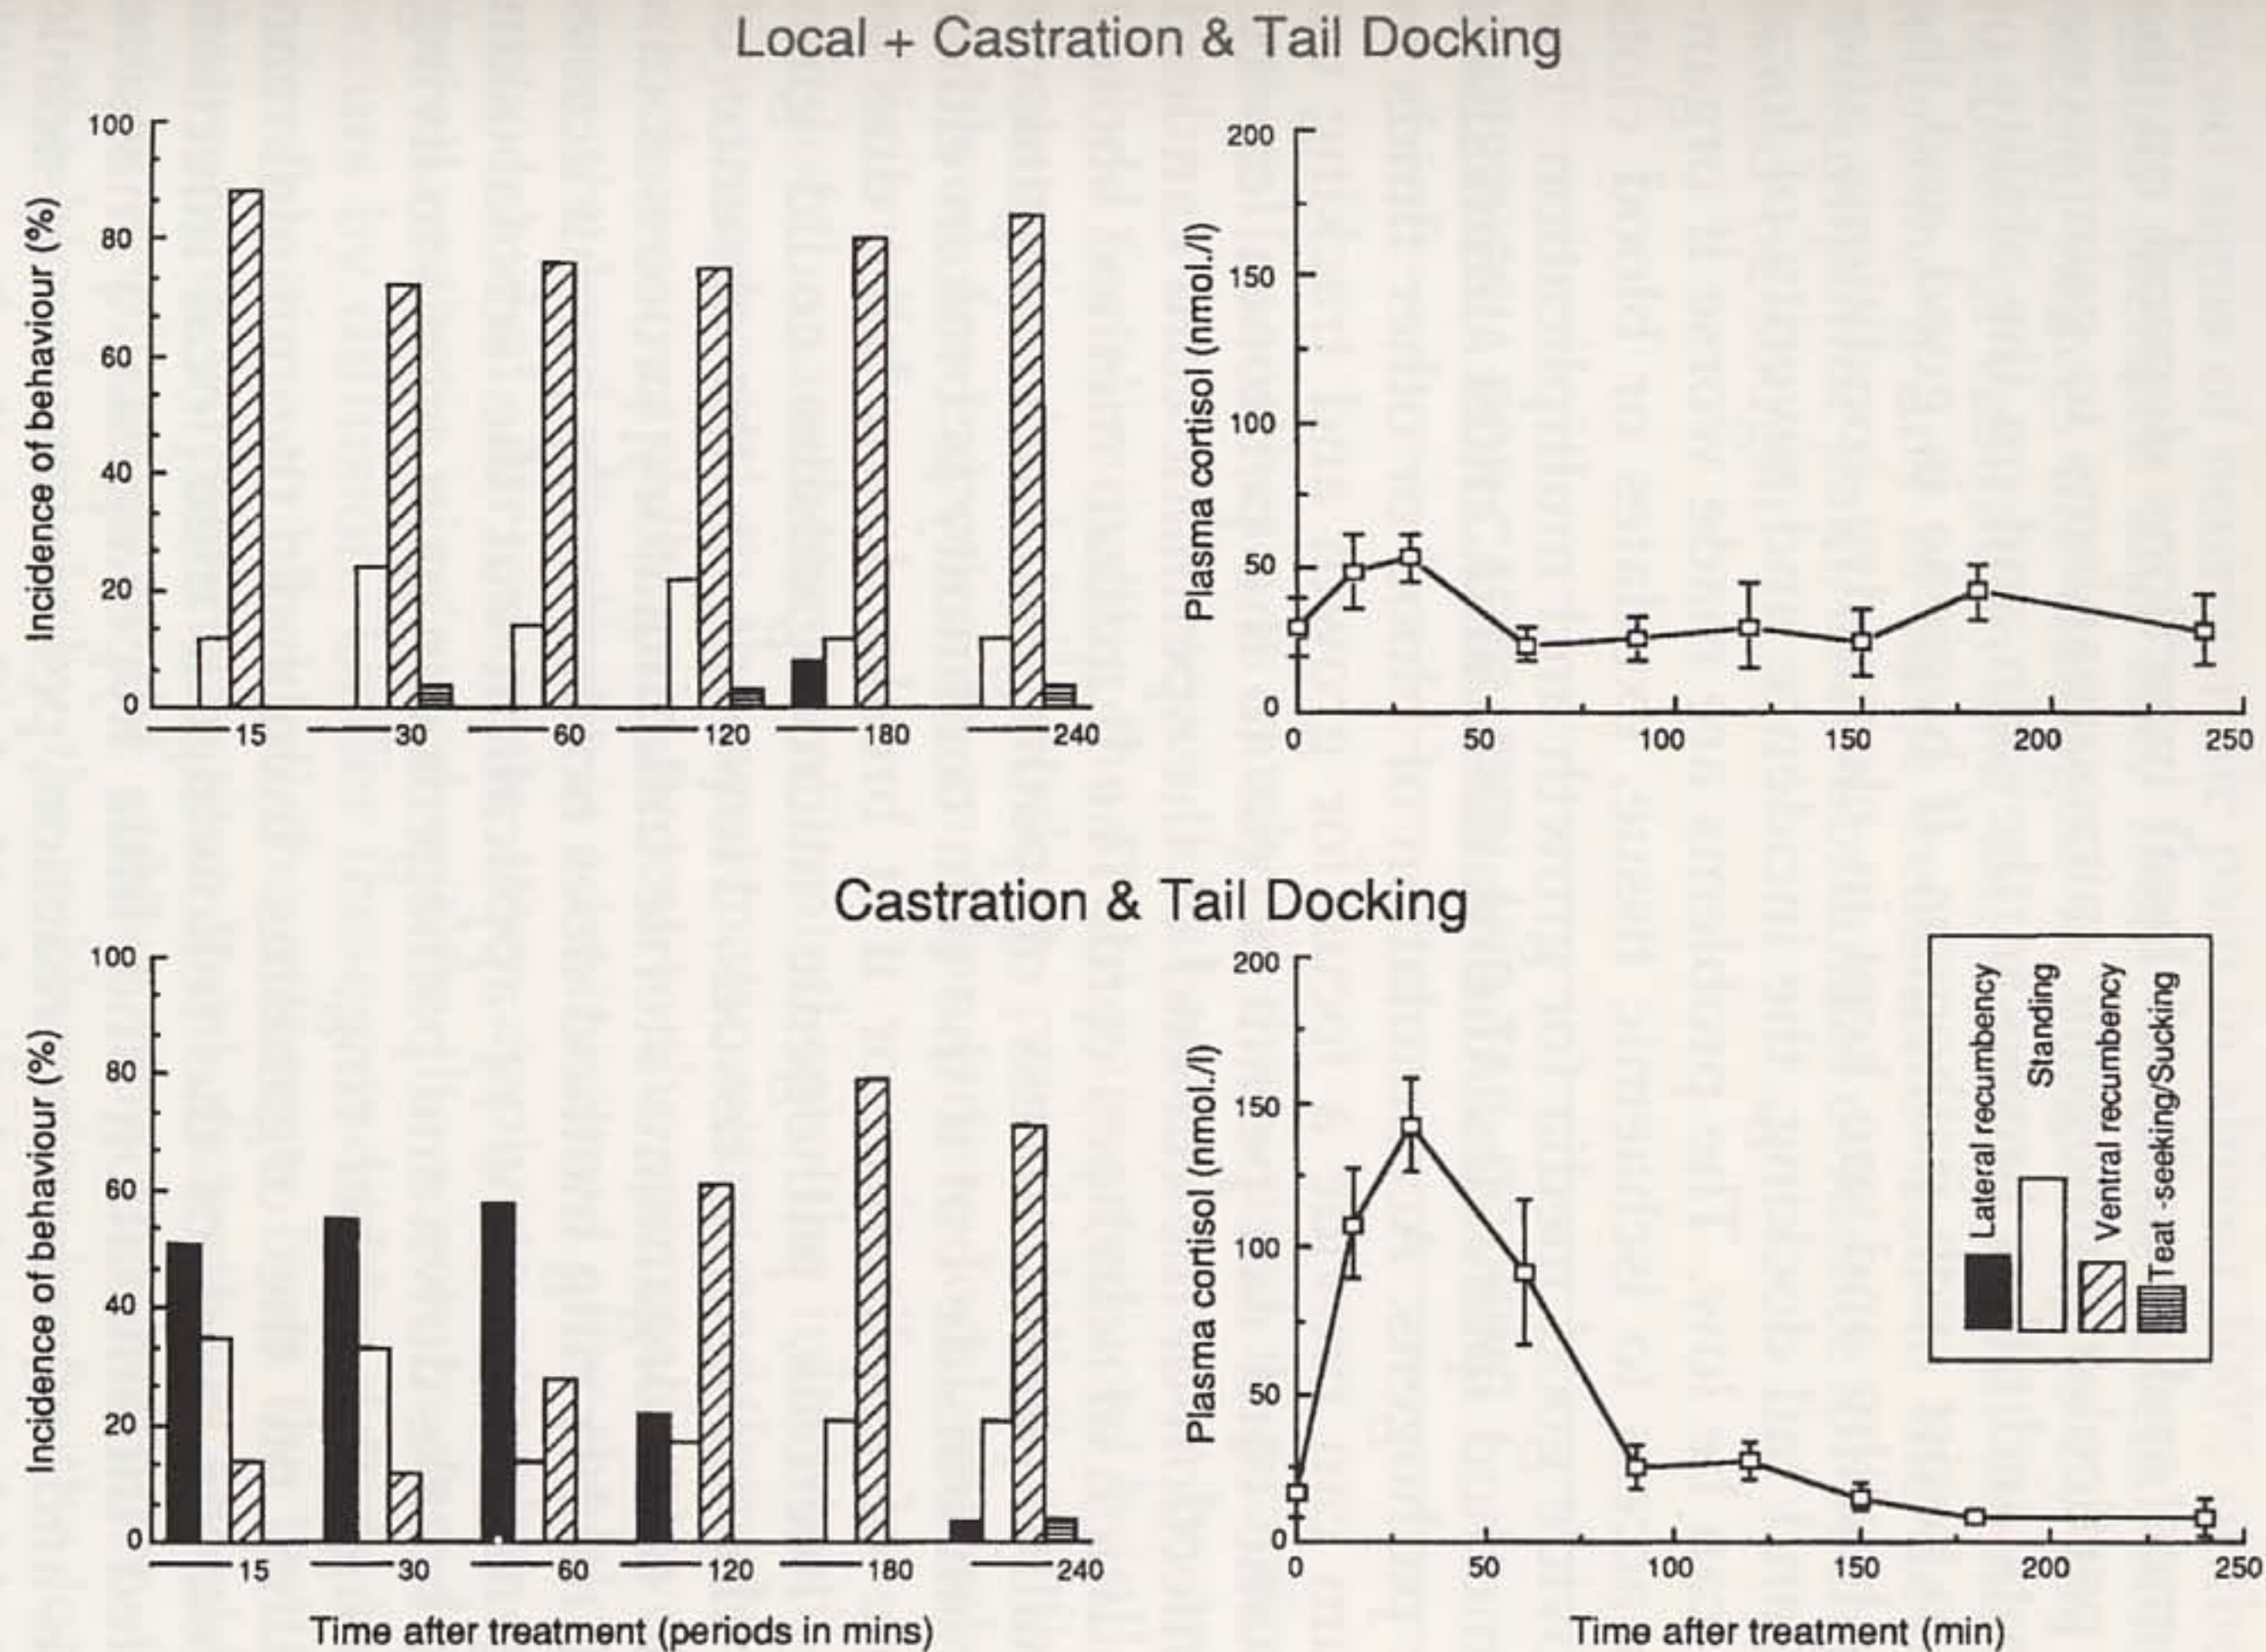 Local + Castration & Tail Docking
Incidence of behaviour (%)
100
80
60
40
20
0
15 30 60 120 180 240
Plasma cortisol (nmol./l)
200
150
100
50
0
0 50 100 150 200 250
Castration & Tail Docking
Incidence of behaviour (%)
100
80
60
40
20
0
15 30 60 120 180 240
Time after treatment (periods in mins)
Plasma cortisol (nmol./l)
200
150
100
50
0
0 50 100 150 200 250
Time after treatment (min)
Lateral recumbency
Standing
Ventral recumbency
Teat -seeking/Sucking